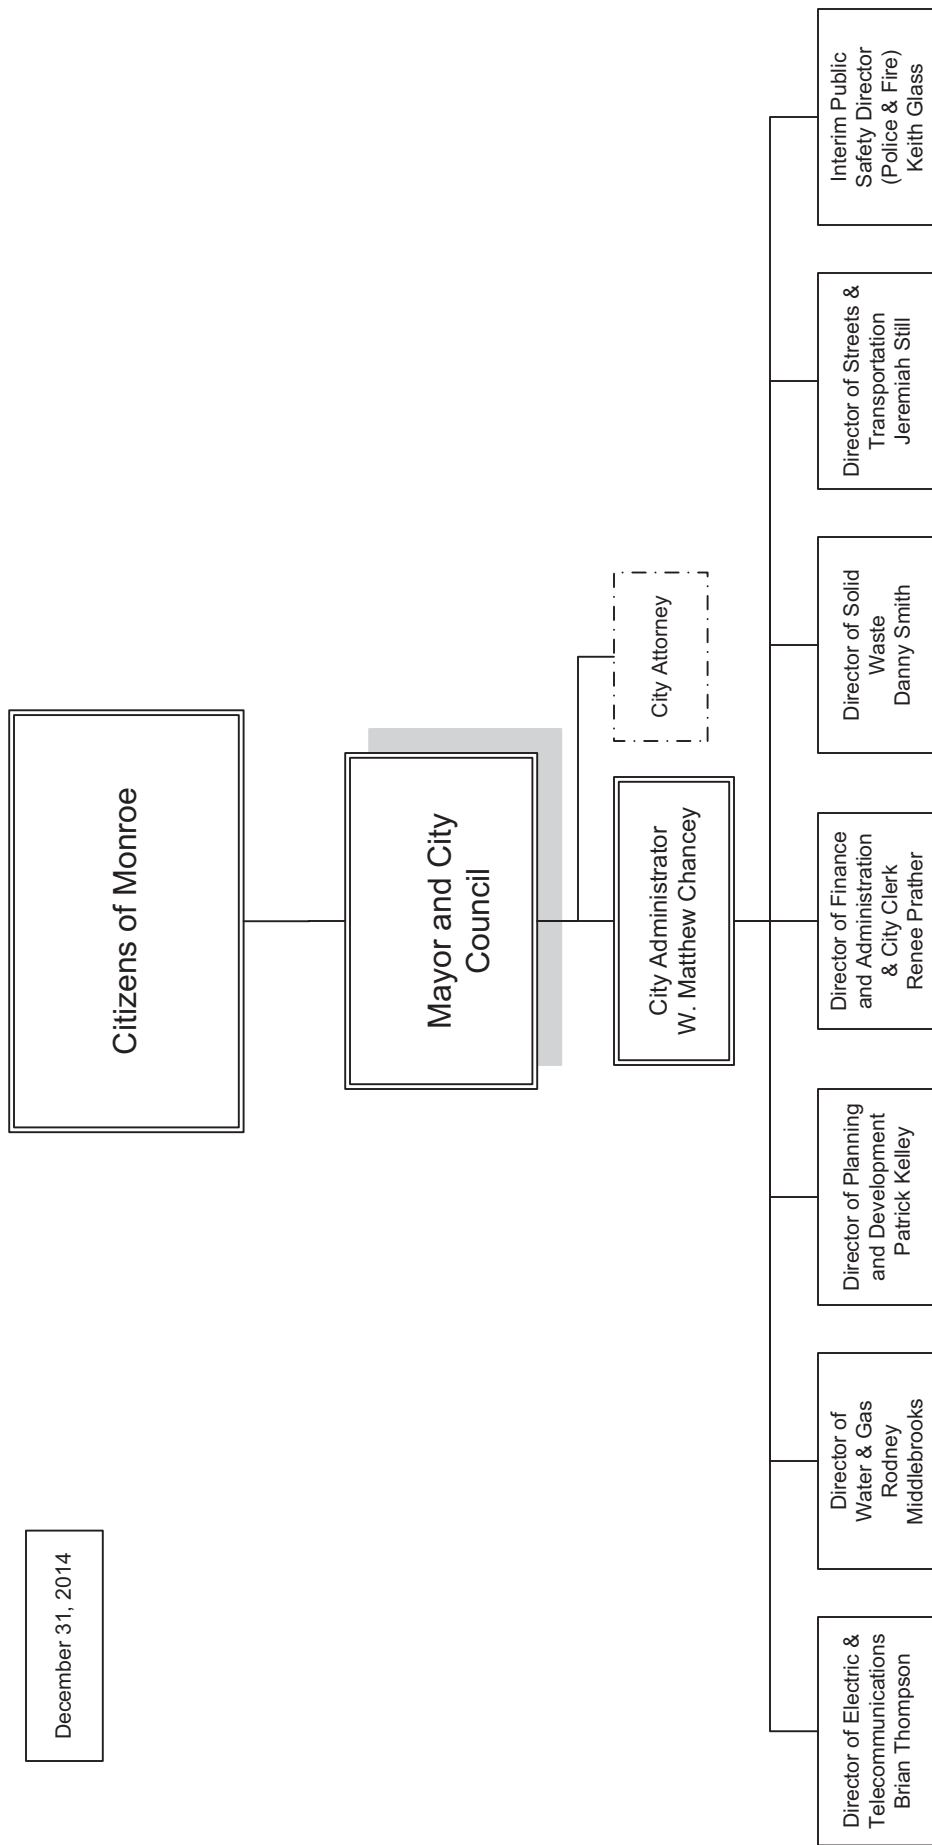 December 31, 2014
Citizens of Monroe
Mayor and City
Council
City Administrator
W. Matthew Chancey
City Attorney
Director of Electric &
Telecommunications
Brian Thompson
Director of
Water & Gas
Rodney
Middlebrooks
Director of Planning
and Development
Patrick Kelley
Director of Finance
and Administration
& City Clerk
Renee Prather
Director of Solid
Waste
Danny Smith
Director of Streets &
Transportation
Jeremiah Still
Interim Public
Safety Director
(Police & Fire)
Keith Glass